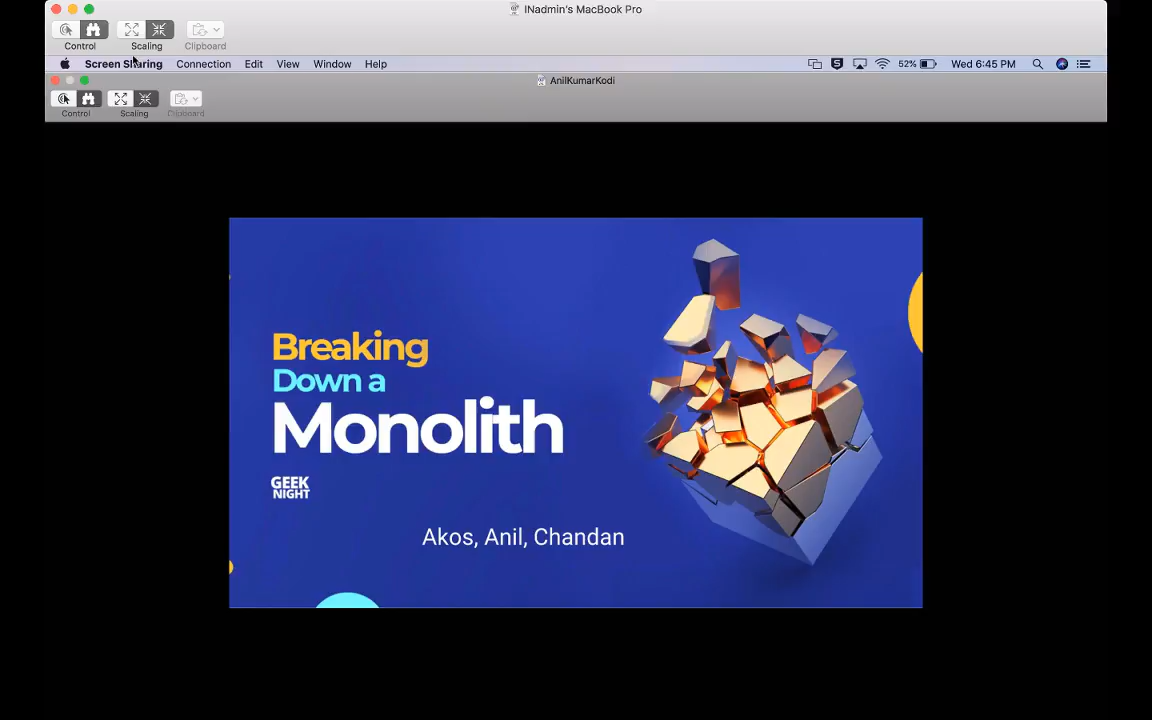 INadmin's MacBook Pro
Control
Scaling
Clipboard
Screen Sharing Connection Edit View Window Help
52% Wed 6:45 PM
AnilKumarKodi
Control
Scaling
Clipboard
Breaking
Down a
Monolith
GEEK
NIGHT
Akos, Anil, Chandan